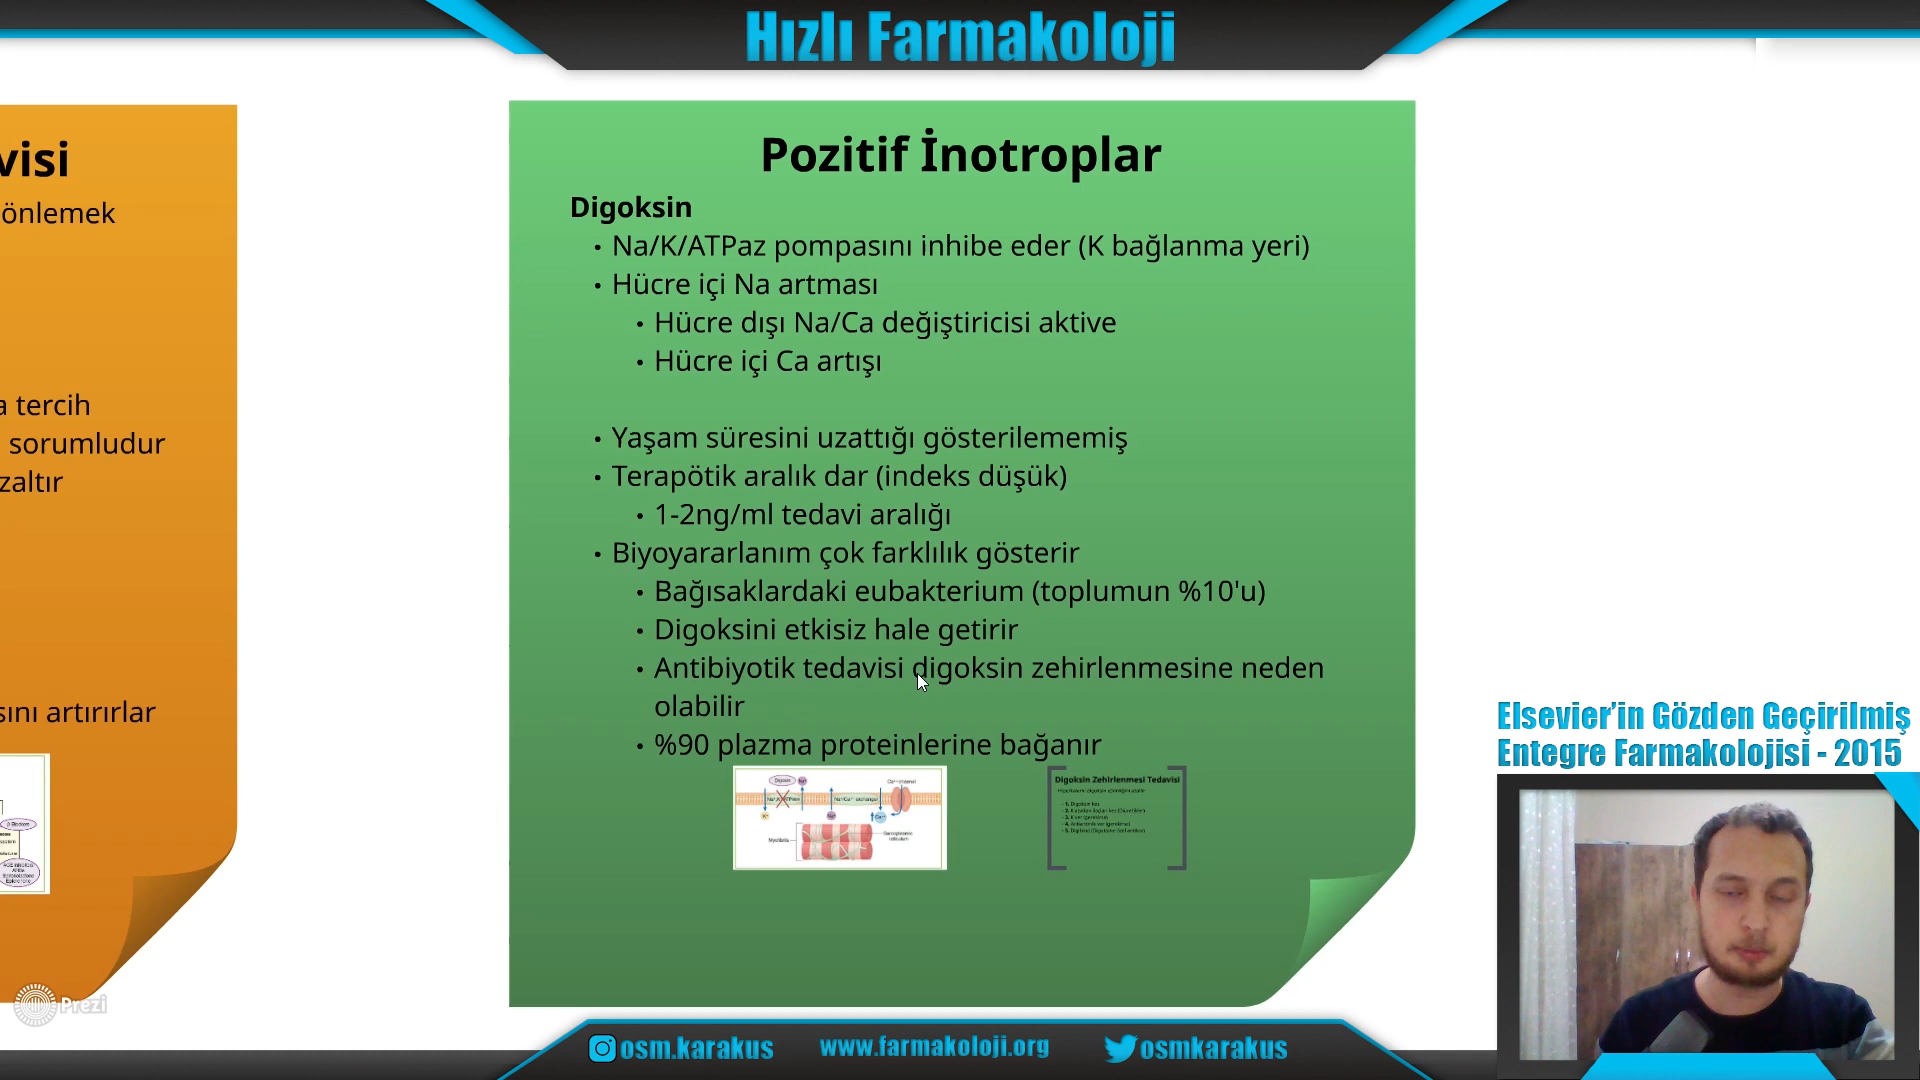 Hızlı Farmakoloji
visi
önlemek
a tercih
sorumludur
zaltır
sını artırırlar
Pozitif İnotroplar
Digoksin
• Na/K/ATPaz pompasını inhibe eder (K bağlanma yeri)
• Hücre içi Na artması
• Hücre dışı Na/Ca değiştiricisi aktive
• Hücre içi Ca artışı
• Yaşam süresini uzattığı gösterilememiş
• Terapötik aralık dar (indeks düşük)
• 1-2ng/ml tedavi aralığı
• Biyoyararlanım çok farklılık gösterir
• Bağısaklardaki eubakterium (toplumun %10'u)
• Digoksini etkisiz hale getirir
• Antibiyotik tedavisi digoksin zehirlenmesine neden
olabilir
• %90 plazma proteinlerine bağanır
Digoksin Zehirlenmesi Tedavisi
Elsevier'in Gözden Geçirilmiş
Entegre Farmakolojisi - 2015
Prezi
osm.karakus
www.farmakoloji.org
osmkarakus